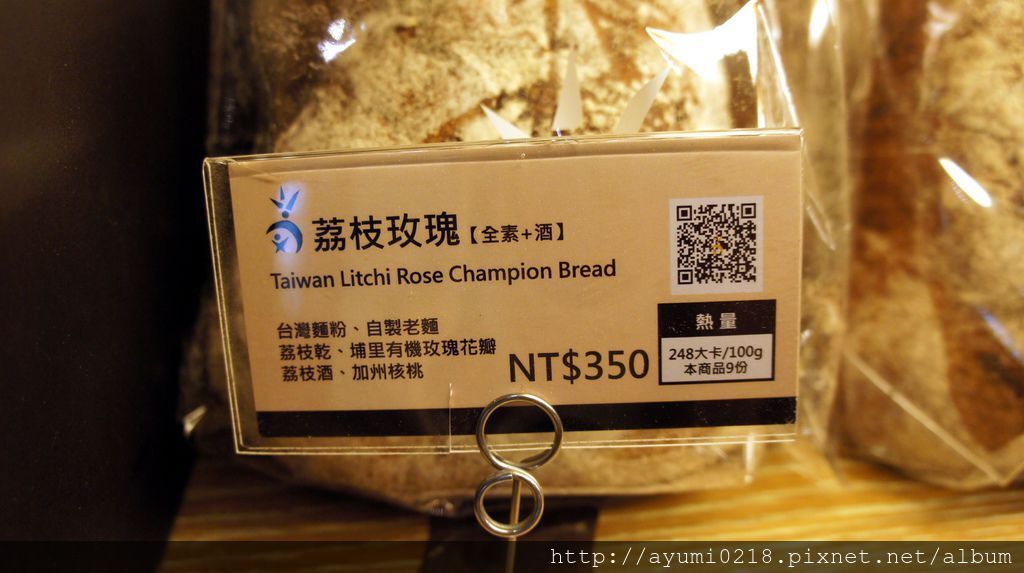 荔枝玫瑰【全素+酒】
Taiwan Litchi Rose Champion Bread
台灣麵粉、自製老麵
荔枝乾、埔里有機玫瑰花瓣
荔枝酒、加州核桃
NT$350
熱量
248大卡/100g
本商品9份
http://ayumi0218.pixnet.net/album